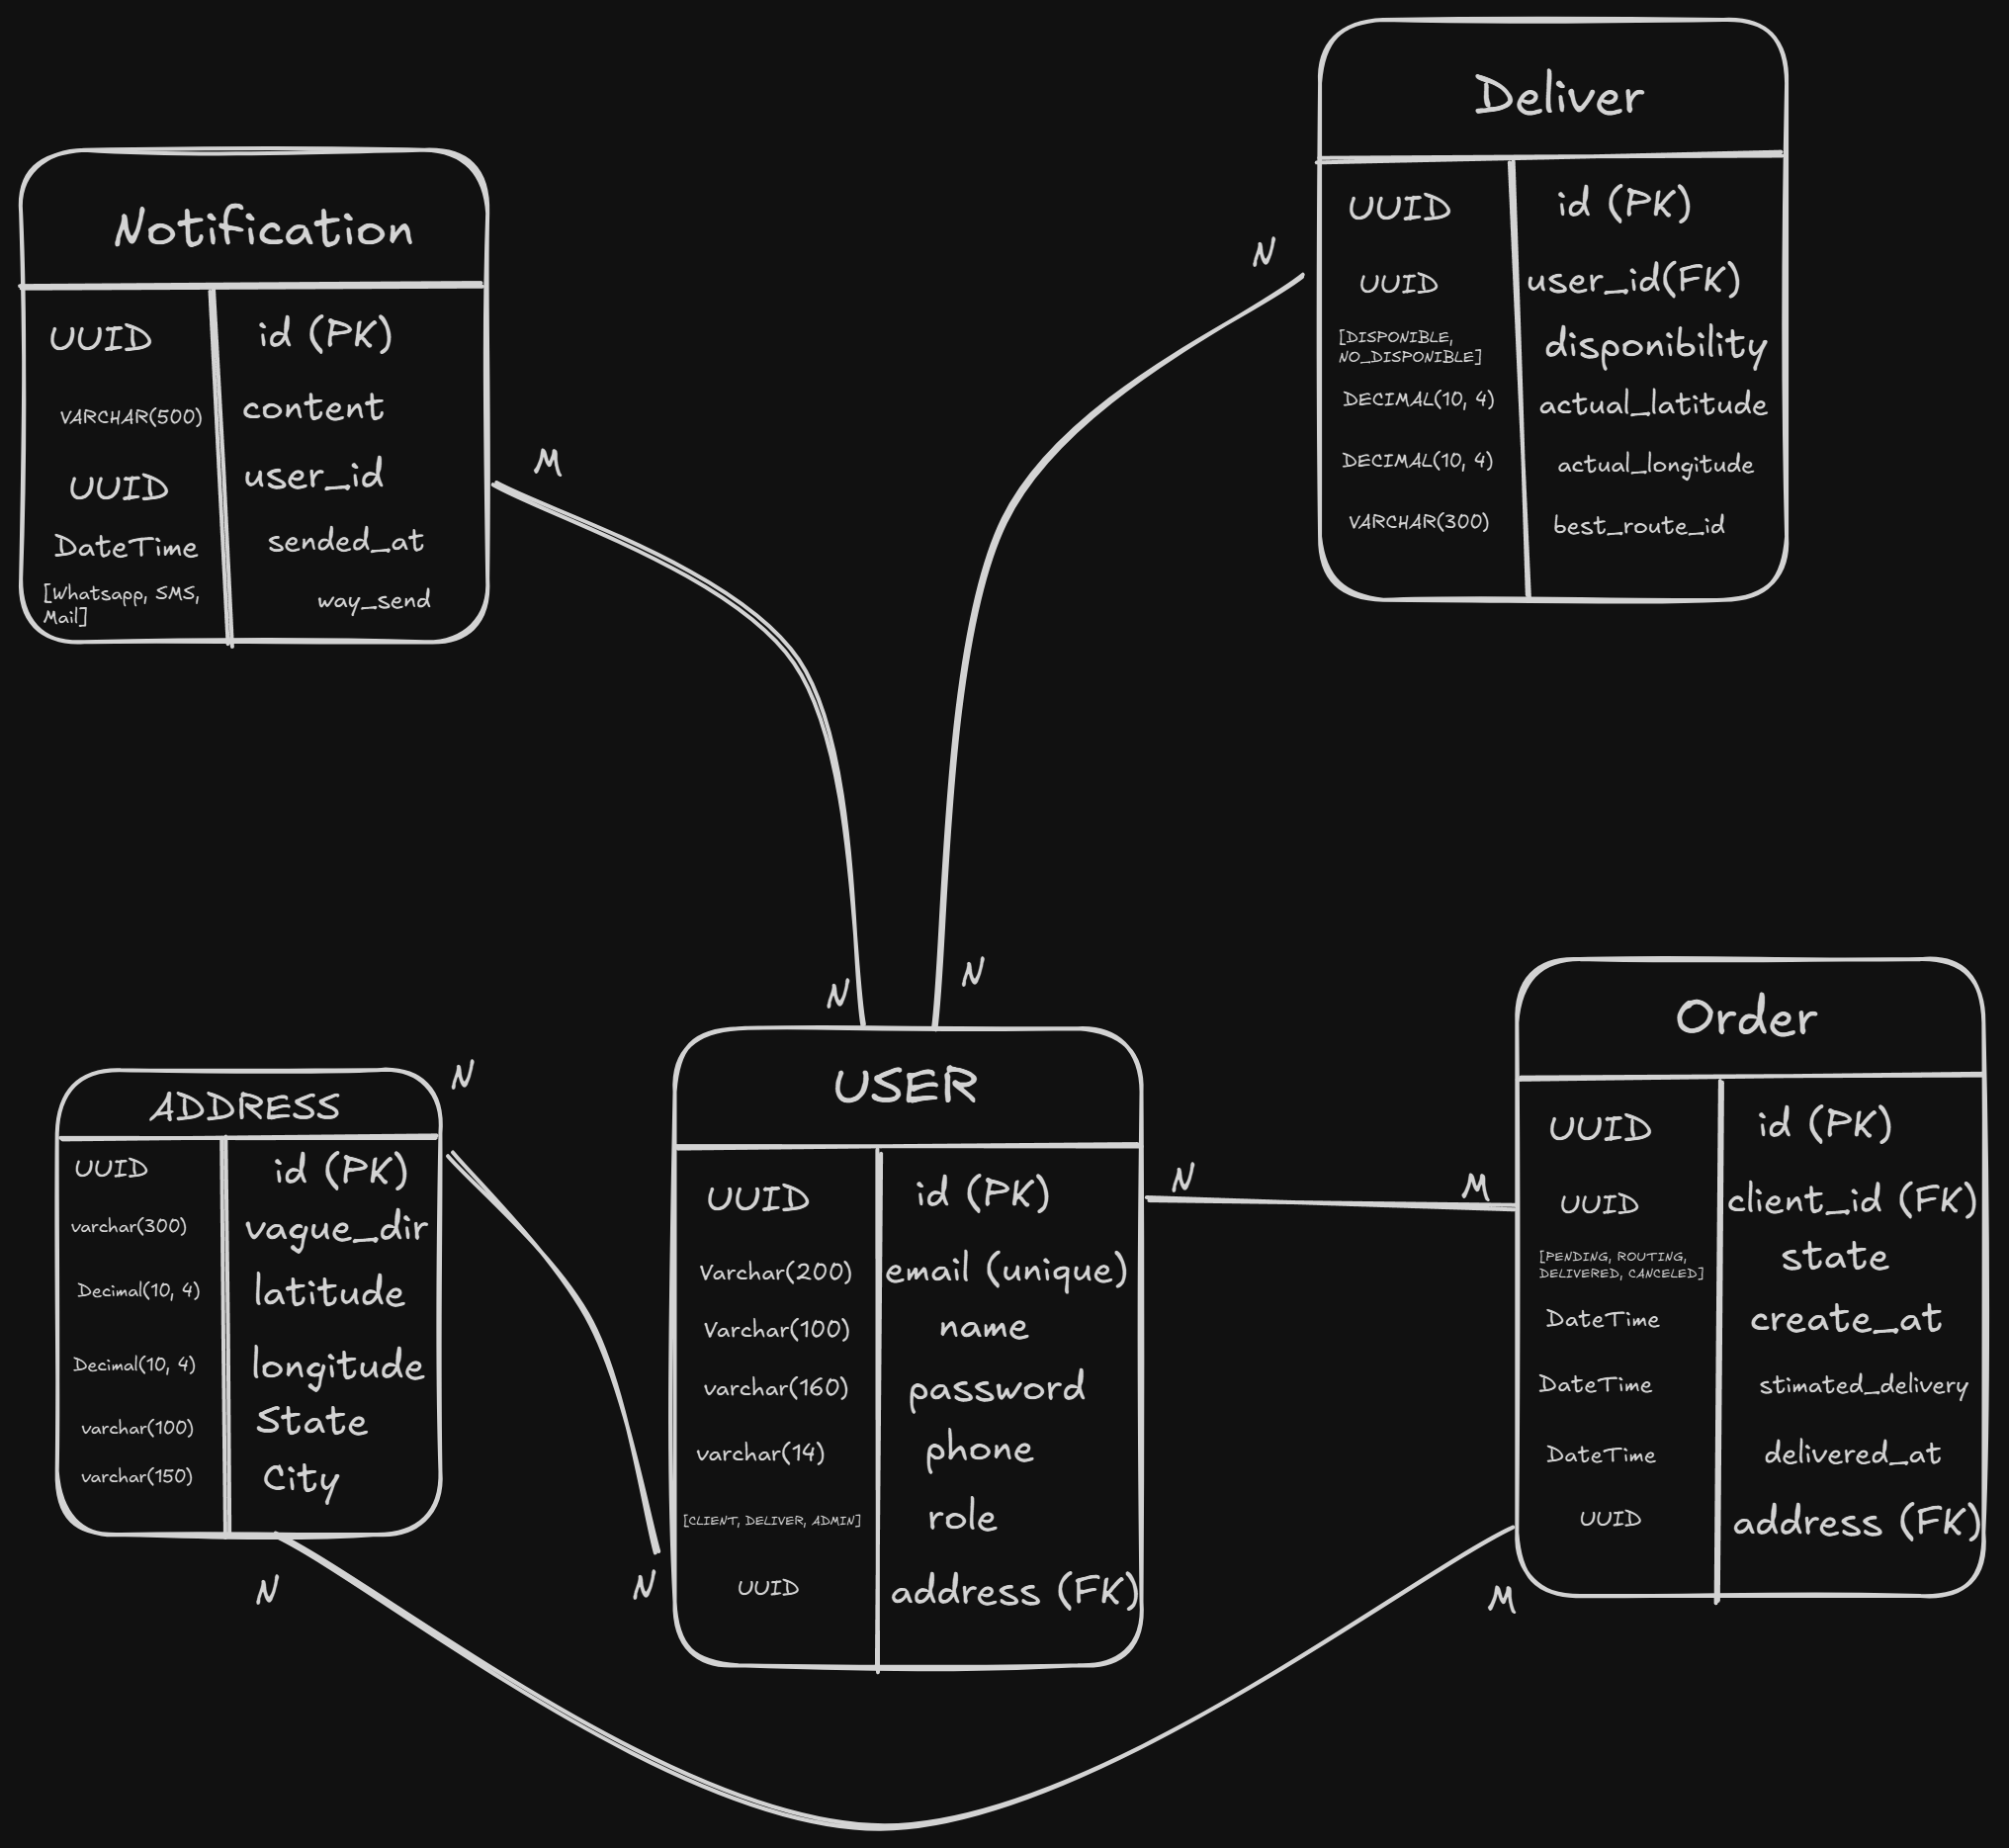 Deliver
UUID id (PK)
UUID user_id(FK)
[DISPONIBLE,
NO_DISPONIBLE]
disponibility
DECIMAL(10, 4) actual_latitude
DECIMAL(10, 4) actual_longitude
VARCHAR(300) best_route_id
N
Notification
UUID id (PK)
VARCHAR(500) content
UUID user_id
DateTime sended_at
[Whatsapp, SMS,
Mail]
way_send
M
N
N
ADDRESS
UUID id (PK)
varchar(300) vague_dir
Decimal(10, 4) latitude
Decimal(10, 4) longitude
varchar(100) State
varchar(150) City
N
N
USER
UUID id (PK)
Varchar(200) email (unique)
Varchar(100) name
varchar(160) password
varchar(14) phone
[CLIENT, DELIVER, ADMIN] role
UUID address (FK)
N
N
M
Order
UUID id (PK)
UUID client_id (FK)
[PENDING, ROUTING,
DELIVERED, CANCELED]
state
DateTime create_at
DateTime stimated_delivery
DateTime delivered_at
UUID address (FK)
M